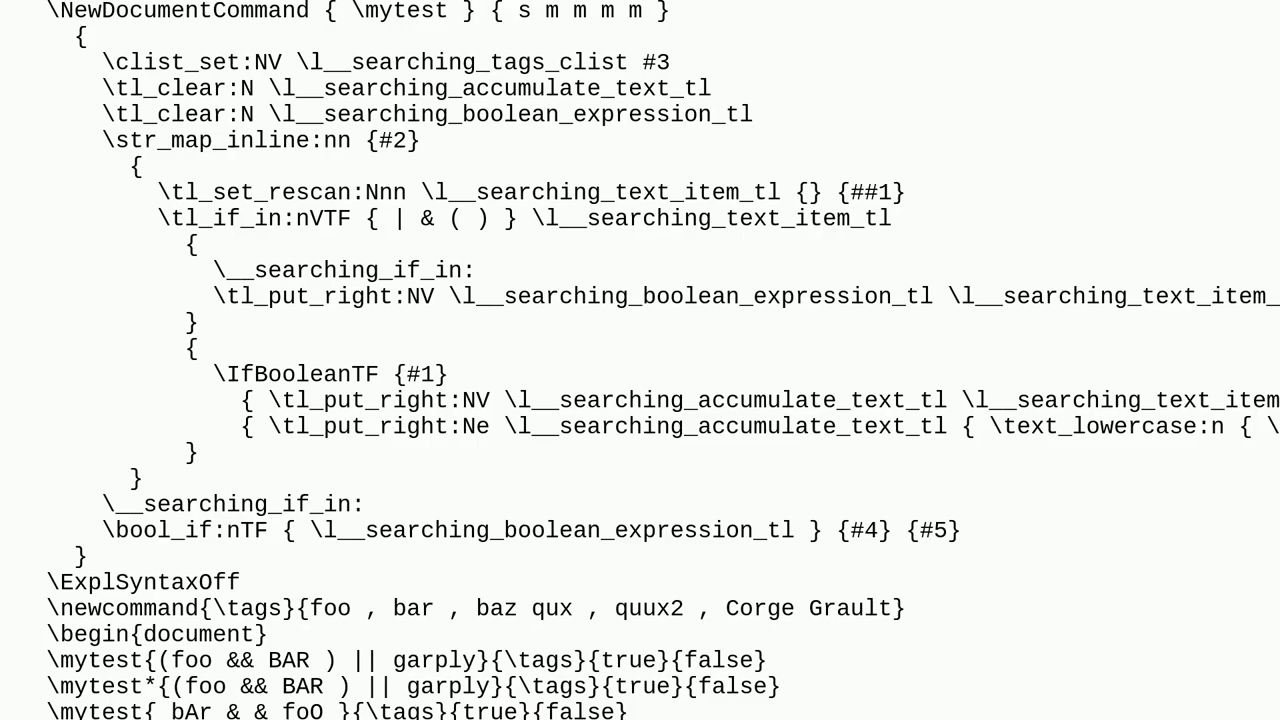 \NewDocumentCommand { \mytest } { s m m m m }
{
\clist_set:NV \l__searching_tags_clist #3
\tl_clear:N \l__searching_accumulate_text_tl
\tl_clear:N \l__searching_boolean_expression_tl
\str_map_inline:nn {#2}
{
\tl_set_rescan:Nnn \l__searching_text_item_tl {} {##1}
\tl_if_in:nVTF { | & ( ) } \l__searching_text_item_tl
{
\__searching_if_in:
\tl_put_right:NV \l__searching_boolean_expression_tl \l__searching_text_item_
}
{
\IfBooleanTF {#1}
{ \tl_put_right:NV \l__searching_accumulate_text_tl \l__searching_text_item
{ \tl_put_right:Ne \l__searching_accumulate_text_tl { \text_lowercase:n { \
}
}
\__searching_if_in:
\bool_if:nTF { \l__searching_boolean_expression_tl } {#4} {#5}
}
\ExplSyntaxOff
\newcommand{\tags}{foo , bar , baz qux , quux2 , Corge Grault}
\begin{document}
\mytest{(foo && BAR ) || garply}{\tags}{true}{false}
\mytest*{(foo && BAR ) || garply}{\tags}{true}{false}
\mytest{ bAr & & foO }{\tags}{true}{false}